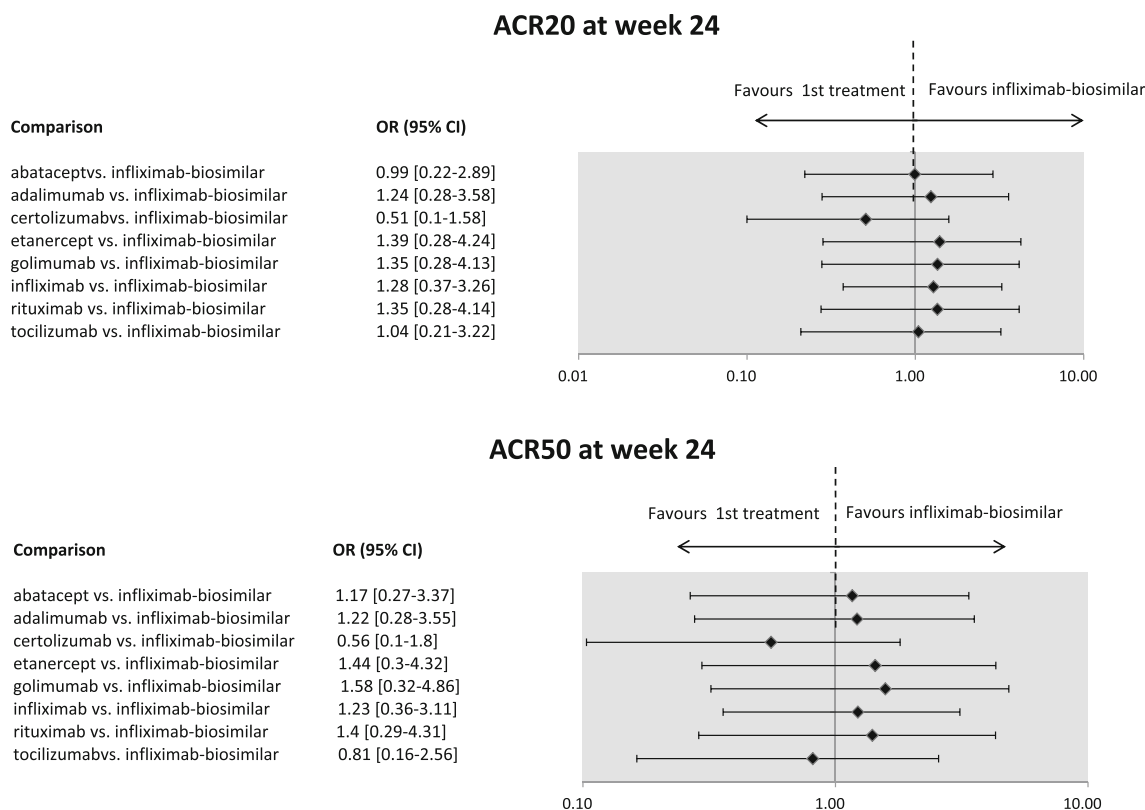 ACR20 at week 24
Favours 1st treatment Favours infliximab-biosimilar
Comparison OR (95% CI)
abataceptvs. infliximab-biosimilar 0.99 [0.22-2.89]
adalimumab vs. infliximab-biosimilar 1.24 [0.28-3.58]
certolizumabvs. infliximab-biosimilar 0.51 [0.1-1.58]
etanercept vs. infliximab-biosimilar 1.39 [0.28-4.24]
golimumab vs. infliximab-biosimilar 1.35 [0.28-4.13]
infliximab vs. infliximab-biosimilar 1.28 [0.37-3.26]
rituximab vs. infliximab-biosimilar 1.35 [0.28-4.14]
tocilizumab vs. infliximab-biosimilar 1.04 [0.21-3.22]
0.01 0.10 1.00 10.00
ACR50 at week 24
Favours 1st treatment Favours infliximab-biosimilar
Comparison OR (95% CI)
abatacept vs. infliximab-biosimilar 1.17 [0.27-3.37]
adalimumab vs. infliximab-biosimilar 1.22 [0.28-3.55]
certolizumab vs. infliximab-biosimilar 0.56 [0.1-1.8]
etanercept vs. infliximab-biosimilar 1.44 [0.3-4.32]
golimumab vs. infliximab-biosimilar 1.58 [0.32-4.86]
infliximab vs. infliximab-biosimilar 1.23 [0.36-3.11]
rituximab vs. infliximab-biosimilar 1.4 [0.29-4.31]
tocilizumabvs. infliximab-biosimilar 0.81 [0.16-2.56]
0.10 1.00 10.00